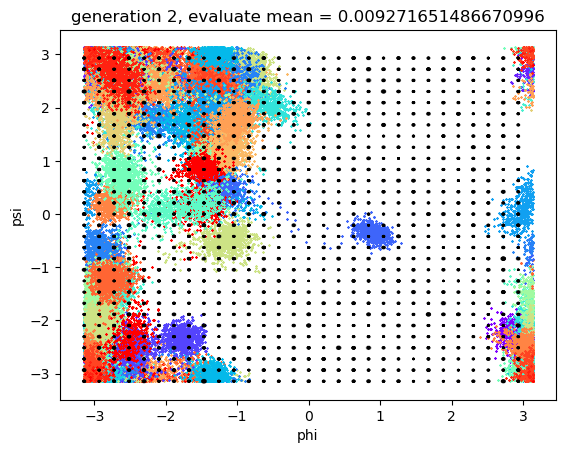 generation 2, evaluate mean = 0.009271651486670996
3
2
1
0
−1
−2
−3
psi
−3 −2 −1 0 1 2 3
phi